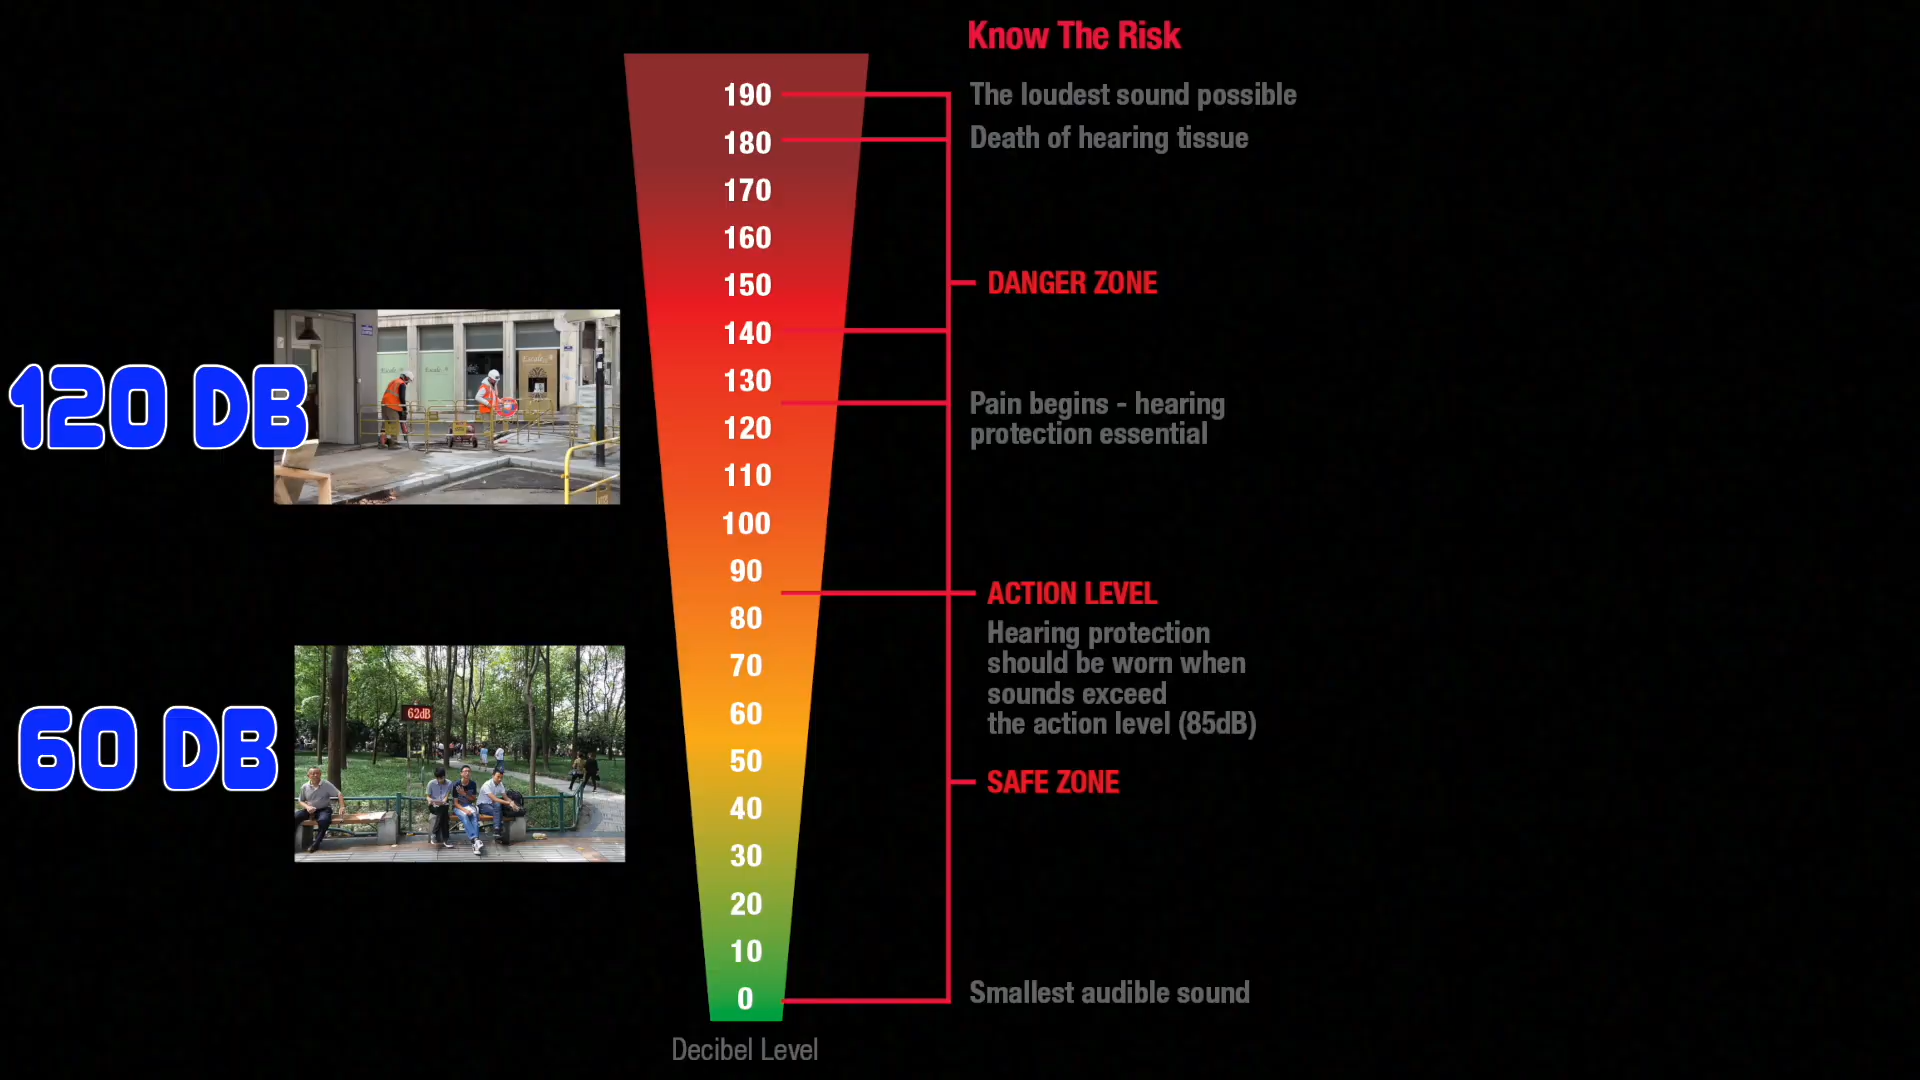 Know The Risk
190
The loudest sound possible
180
Death of hearing tissue
170
160
150
DANGER ZONE
140
130
Pain begins - hearing
protection essential
120 DB
120
110
100
90
ACTION LEVEL
80
Hearing protection
should be worn when
sounds exceed
the action level (85dB)
70
60 DB
62dB
60
50
SAFE ZONE
40
30
20
10
0
Smallest audible sound
Decibel Level